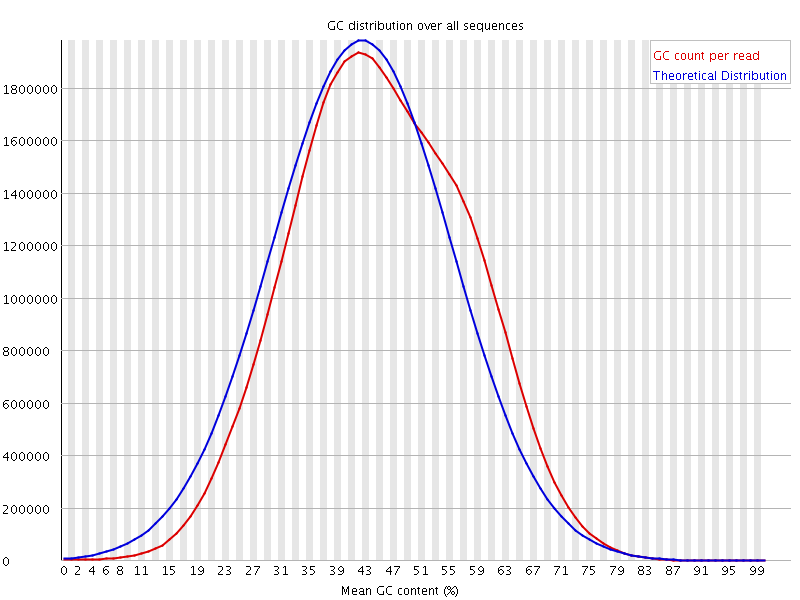 GC distribution over all sequences
GC count per read
Theoretical Distribution
1800000
1600000
1400000
1200000
1000000
800000
600000
400000
200000
0
0 2 4 6 8 11 15 19 23 27 31 35 39 43 47 51 55 59 63 67 71 75 79 83 87 91 95 99
Mean GC content (%)